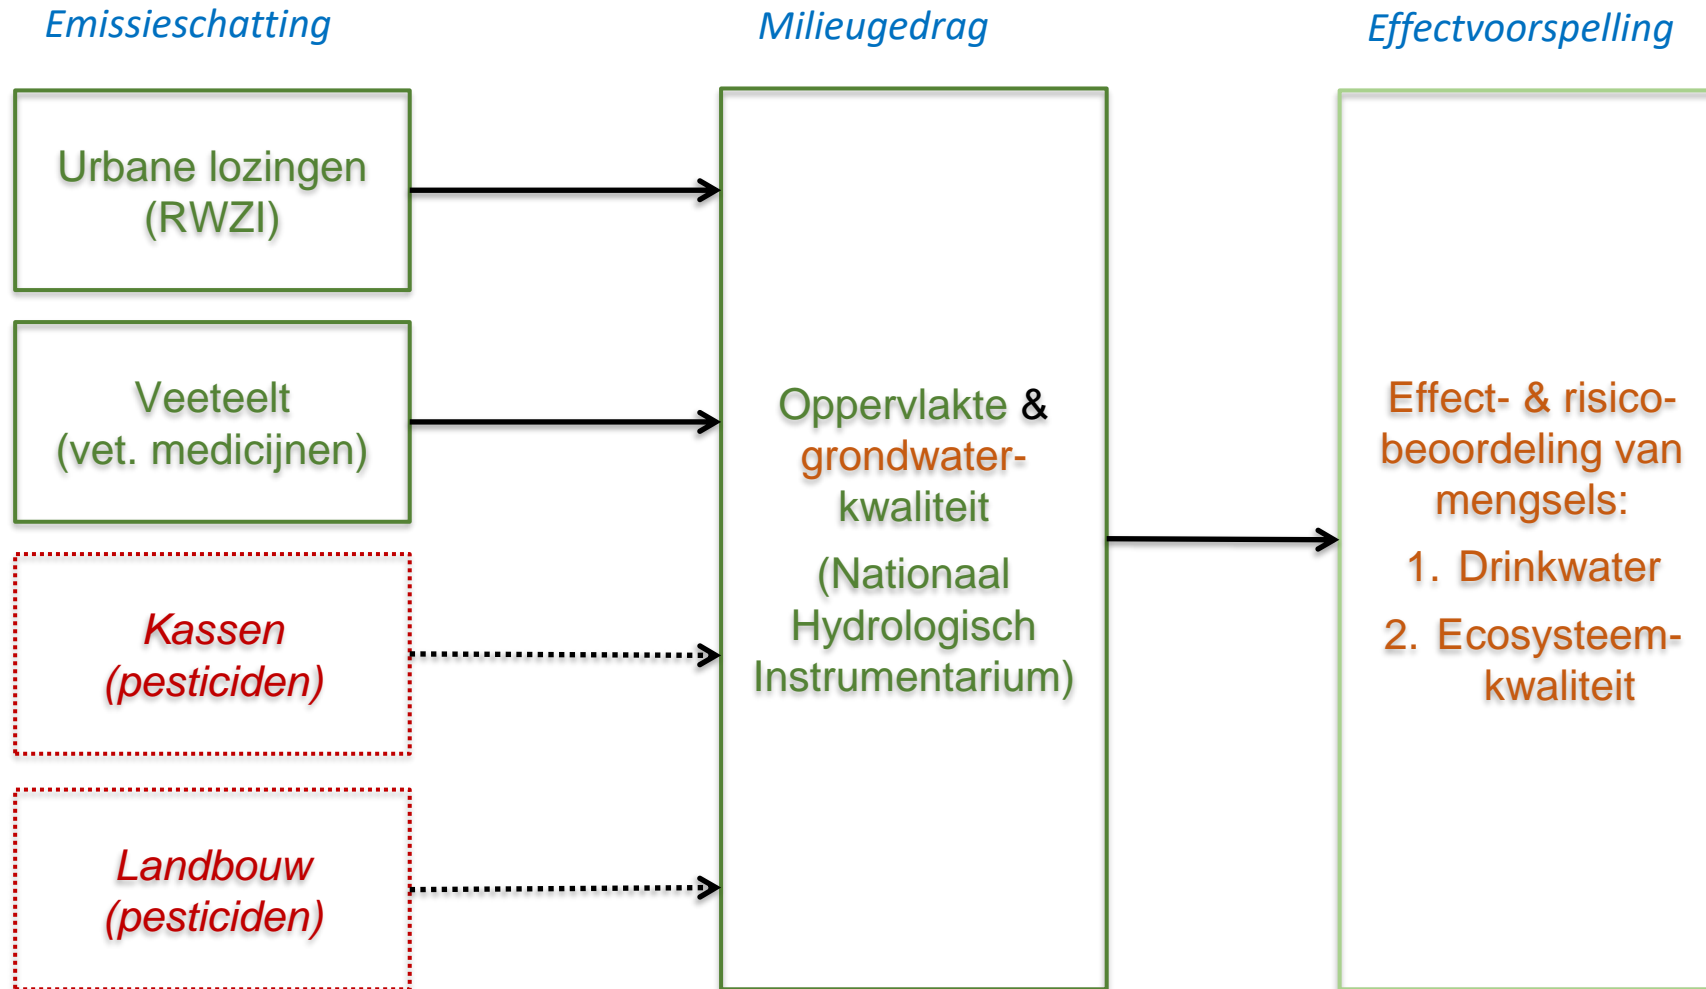 Emissieschatting
Milieugedrag
Effectvoorspelling
Urbane lozingen
(RWZI)
Veeteelt
(vet. medicijnen)
Kassen
(pesticiden)
Landbouw
(pesticiden)
Oppervlakte &
grondwater-
kwaliteit
(Nationaal
Hydrologisch
Instrumentarium)
Effect- & risico-
beoordeling van
mengsels:
1. Drinkwater
2. Ecosysteem-
kwaliteit